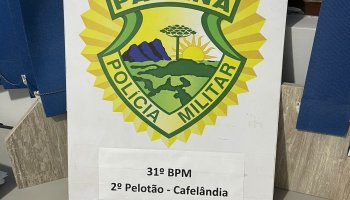 PARANÁ
POLÍCIA MILITAR
31º BPM
2º Pelotão - Cafelândia